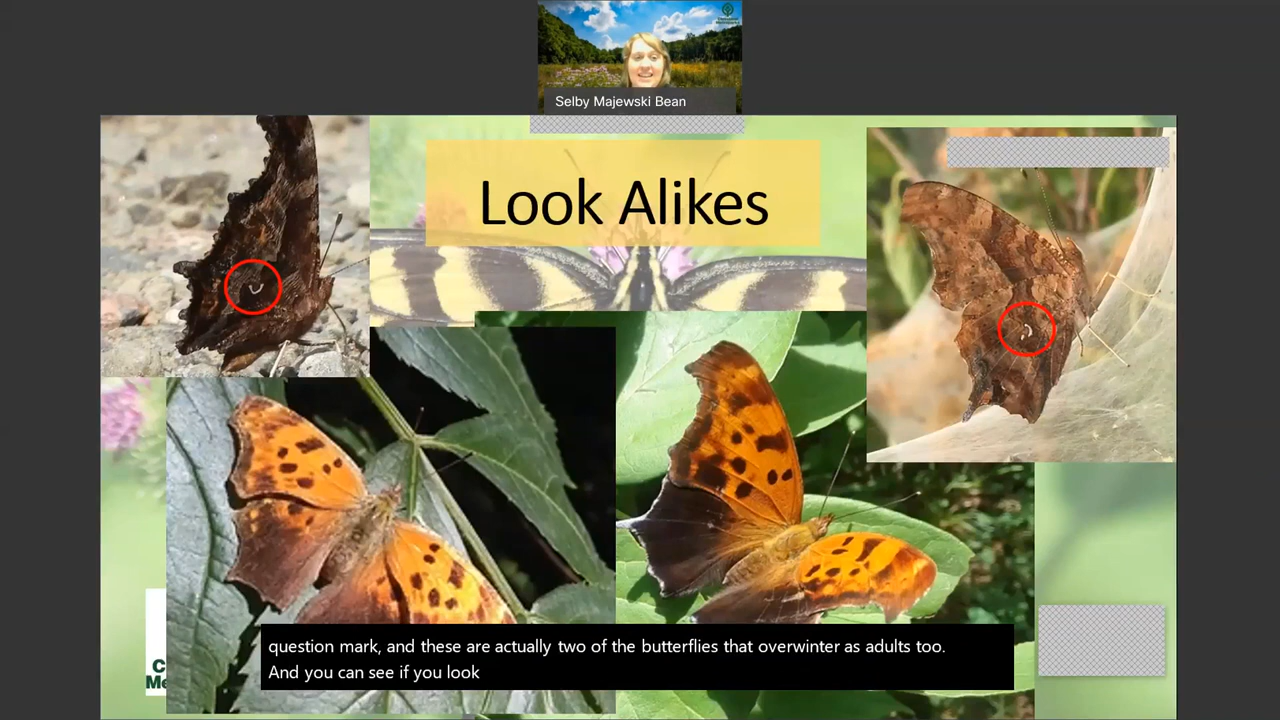 Selby Majewski Bean
Look Alikes
question mark, and these are actually two of the butterflies that overwinter as adults too.
And you can see if you look